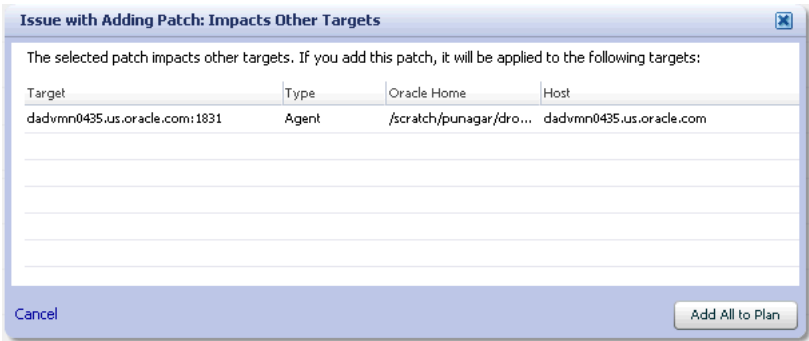 Issue with Adding Patch: Impacts Other Targets
The selected patch impacts other targets. If you add this patch, it will be applied to the following targets:
Target Type Oracle Home Host
dadvmn0435.us.oracle.com:1831 Agent /scratch/punagar/dro... dadvmn0435.us.oracle.com
Cancel Add All to Plan